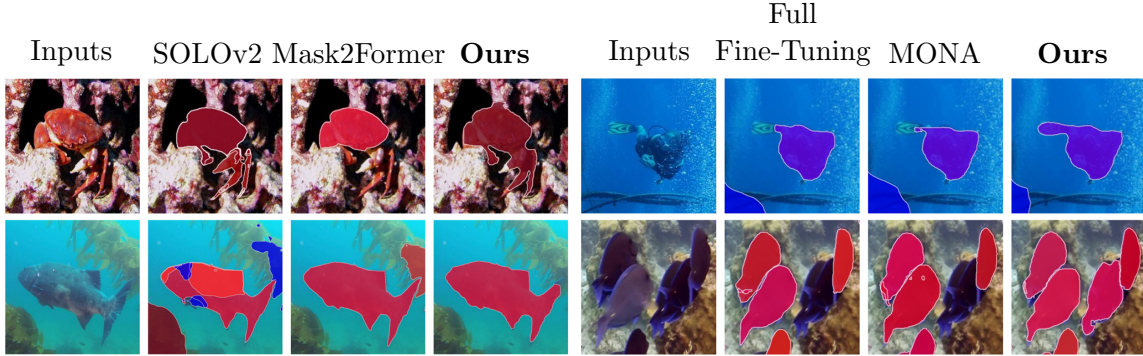 Inputs SOLOv2 Mask2Former Ours
Full
Inputs Fine-Tuning MONA Ours